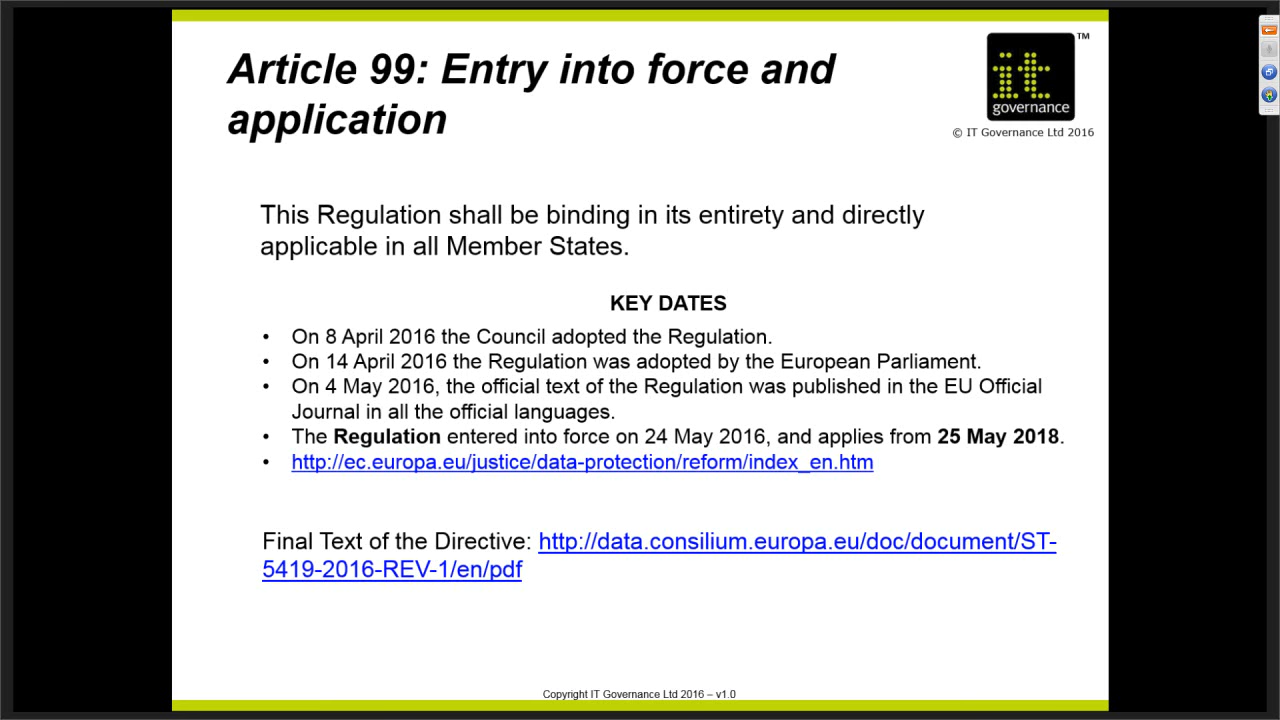 Article 99: Entry into force and
application
it
governance
TM
© IT Governance Ltd 2016
This Regulation shall be binding in its entirety and directly
applicable in all Member States.
KEY DATES
• On 8 April 2016 the Council adopted the Regulation.
• On 14 April 2016 the Regulation was adopted by the European Parliament.
• On 4 May 2016, the official text of the Regulation was published in the EU Official
Journal in all the official languages.
• The Regulation entered into force on 24 May 2016, and applies from 25 May 2018.
• http://ec.europa.eu/justice/data-protection/reform/index_en.htm
Final Text of the Directive: http://data.consilium.europa.eu/doc/document/ST-
5419-2016-REV-1/en/pdf
Copyright IT Governance Ltd 2016 – v1.0